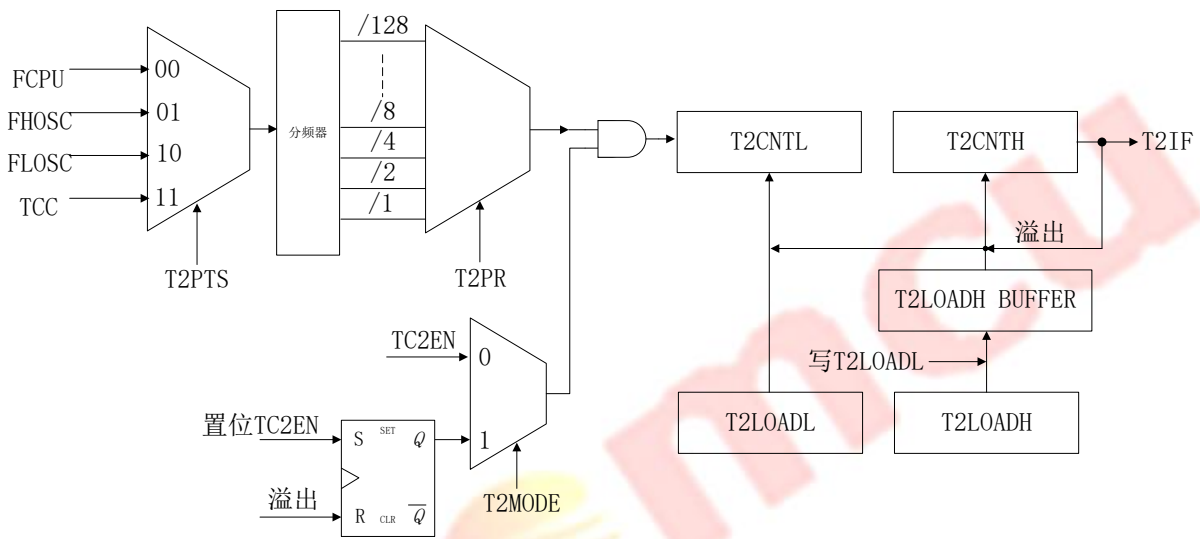 /128
FCPU
00
FHOSC
01
/8
分频器
FLOSC
10
/4
/2
TCC
11
/1
T2PTS
T2PR
T2CNTL
T2CNTH
T2IF
溢出
T2LOADH BUFFER
写T2LOADL
T2LOADL
T2LOADH
TC2EN
0
置位TC2EN
S
SET
Q
1
溢出
R
CLR
Q
T2MODE
mcu